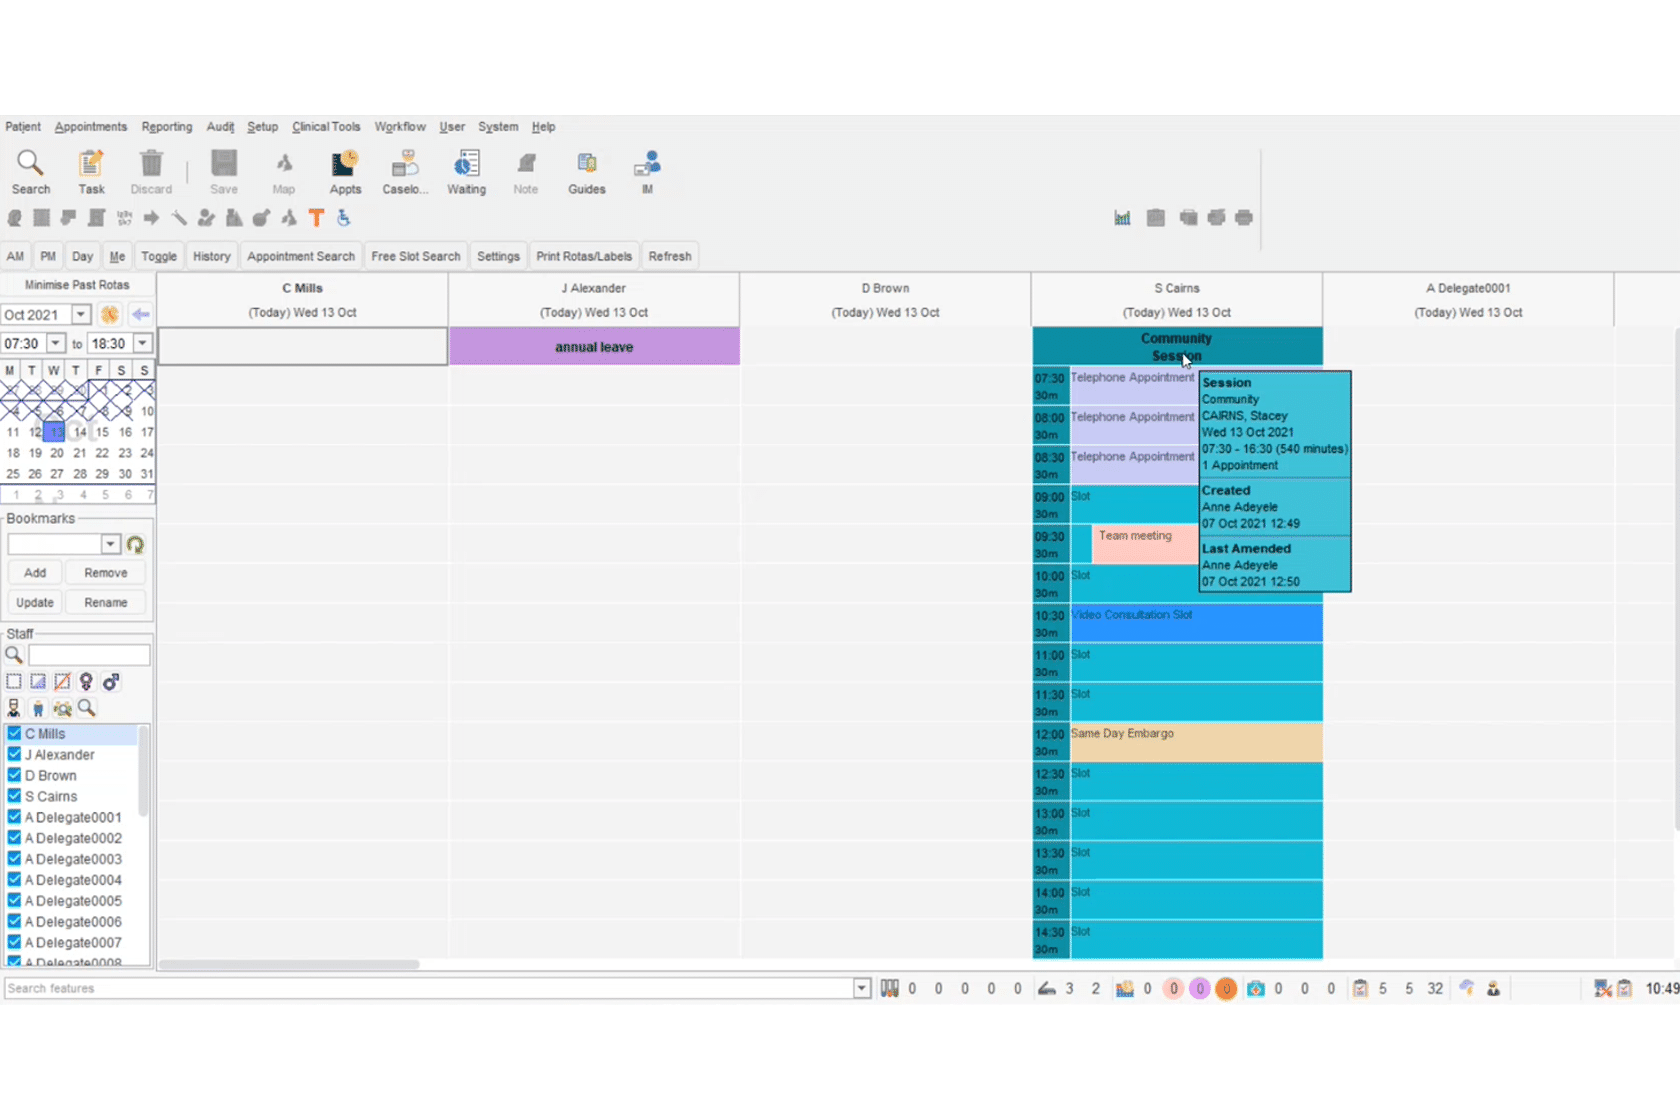 Patient Appointments Reporting Audit Setup Clinical Tools Workflow User System Help
Search Task Discard Save Map Appts Caselo... Waiting Note Guides IM
AM PM Day Me Toggle History Appointment Search Free Slot Search Settings Print Rotas/Labels Refresh
Minimise Past Rotas
Oct 2021
07:30 to 18:30
M T W T F S S
27 28 29 30 1 2 3
4 5 6 7 8 9 10
11 12 13 14 15 16 17
18 19 20 21 22 23 24
25 26 27 28 29 30 31
1 2 3 4 5 6 7
Bookmarks
Add Remove
Update Rename
Staff
C Mills
J Alexander
D Brown
S Cairns
A Delegate0001
A Delegate0002
A Delegate0003
A Delegate0004
A Delegate0005
A Delegate0006
A Delegate0007
A Delegate0008
C Mills
(Today) Wed 13 Oct
J Alexander
(Today) Wed 13 Oct
annual leave
D Brown
(Today) Wed 13 Oct
S Cairns
(Today) Wed 13 Oct
Community
Session
07:30 Telephone Appointment
30m
08:00 Telephone Appointment
30m
08:30 Telephone Appointment
30m
09:00 Slot
30m
09:30 Team meeting
30m
10:00 Slot
30m
10:30 Video Consultation Slot
30m
11:00 Slot
30m
11:30 Slot
30m
12:00 Same Day Embargo
30m
12:30 Slot
30m
13:00 Slot
30m
13:30 Slot
30m
14:00 Slot
30m
14:30 Slot
30m
Session
Community
CAIRNS, Stacey
Wed 13 Oct 2021
07:30 - 16:30 (540 minutes)
1 Appointment
Created
Anne Adeyele
07 Oct 2021 12:49
Last Amended
Anne Adeyele
07 Oct 2021 12:50
A Delegate0001
(Today) Wed 13 Oct
Search features
0 0 0 0 0 3 2 0 0 0 0 0 0 0 5 5 32 10:49